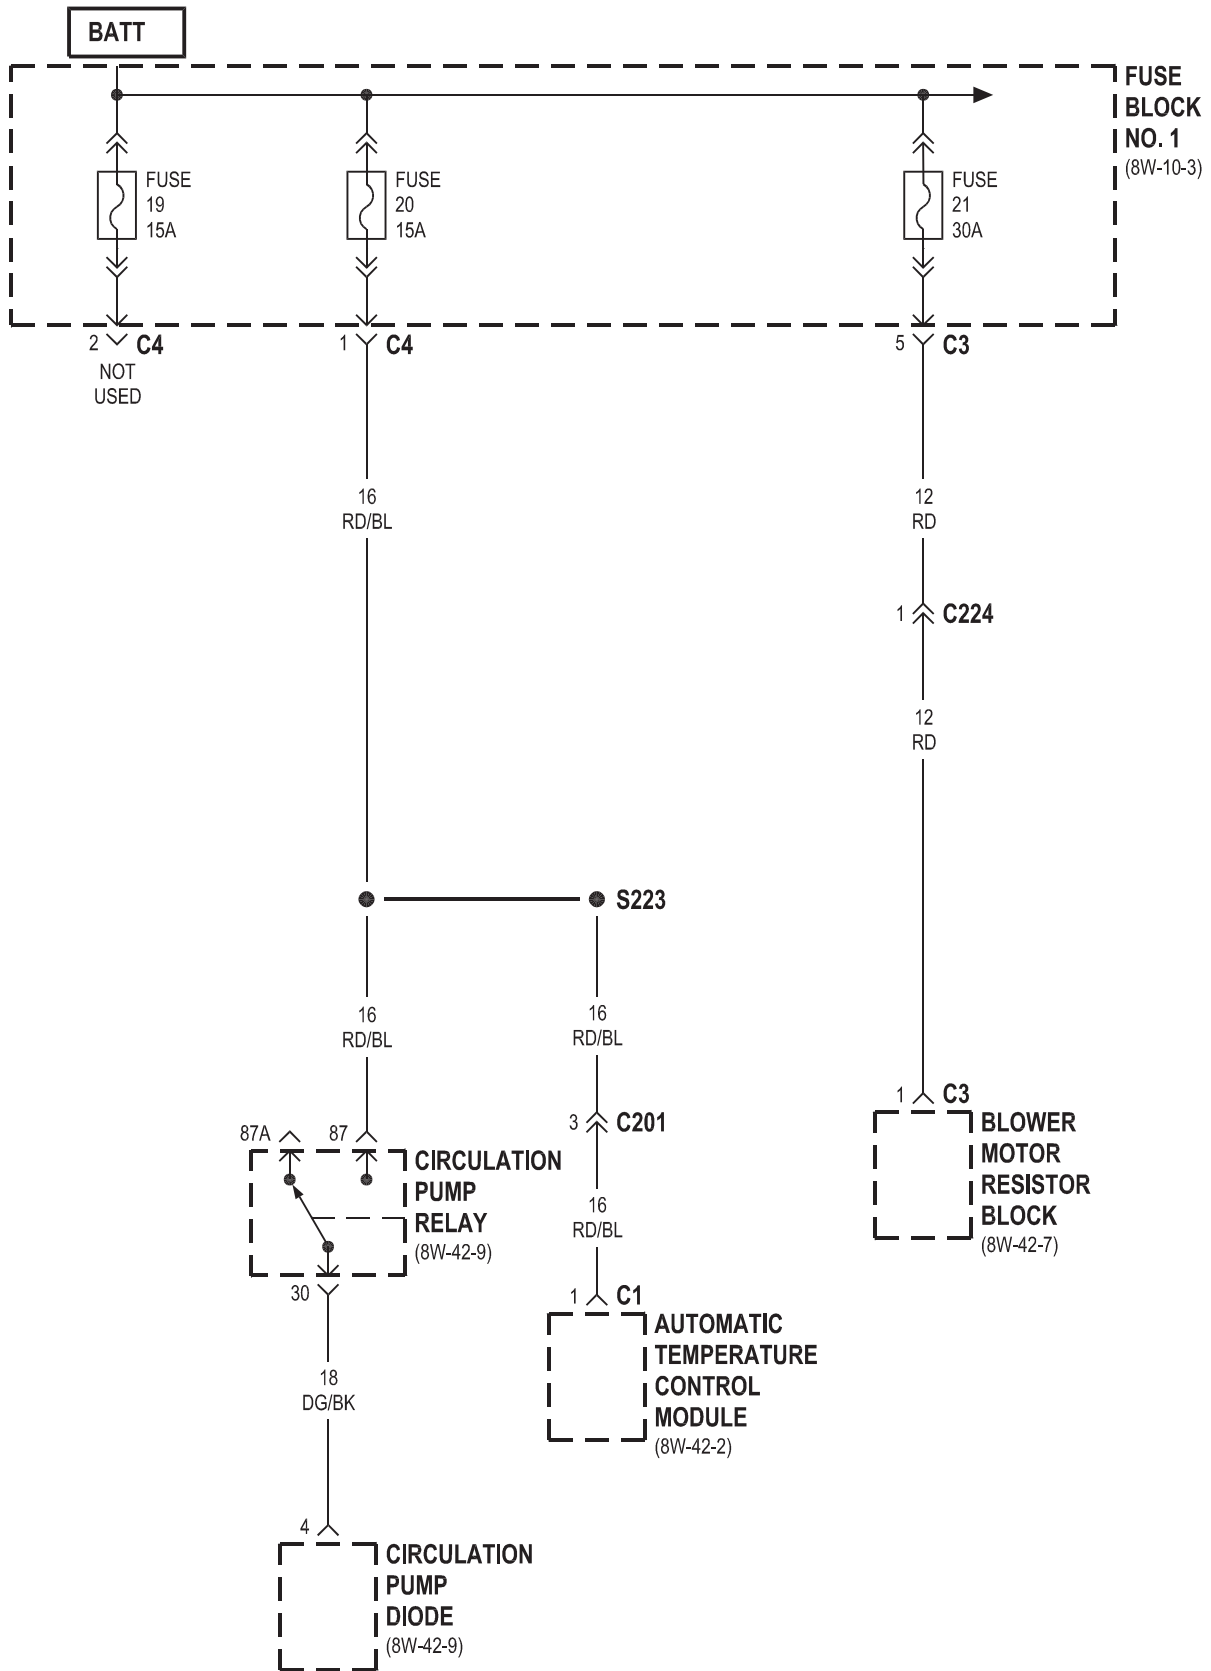 BATT
FUSE
BLOCK
NO. 1
(8W-10-3)
FUSE
19
15A
FUSE
20
15A
FUSE
21
30A
2 C4
NOT
USED
1 C4
5 C3
16
RD/BL
12
RD
1 C224
12
RD
S223
16
RD/BL
16
RD/BL
1 C3
BLOWER
MOTOR
RESISTOR
BLOCK
(8W-42-7)
3 C201
87A 87
CIRCULATION
PUMP
RELAY
(8W-42-9)
16
RD/BL
30
1 C1
AUTOMATIC
TEMPERATURE
CONTROL
MODULE
(8W-42-2)
18
DG/BK
4
CIRCULATION
PUMP
DIODE
(8W-42-9)